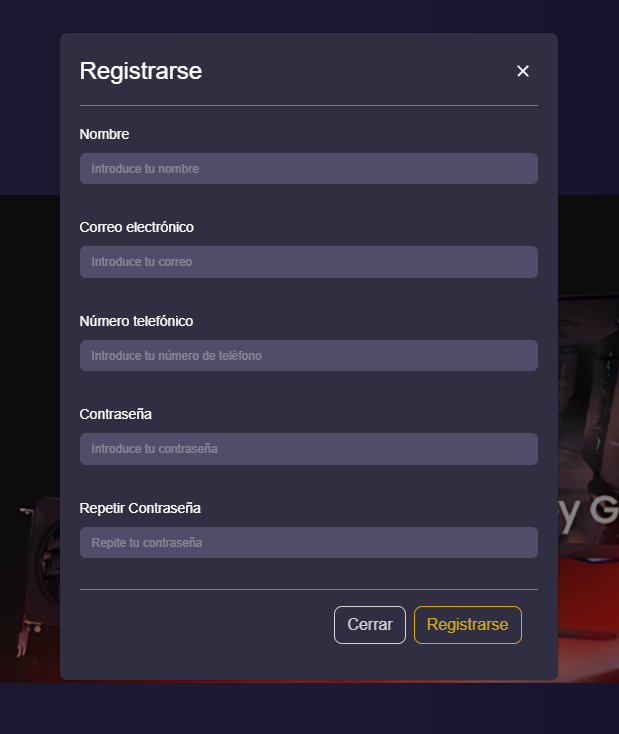 Registrarse
Nombre
Introduce tu nombre
Correo electrónico
Introduce tu correo
Número telefónico
Introduce tu número de teléfono
Contraseña
Introduce tu contraseña
Repetir Contraseña
y G
Repite tu contraseña
Cerrar
Registrarse